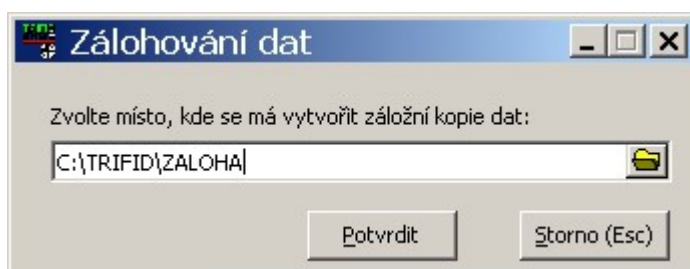 Zálohování dat
Zvolte místo, kde se má vytvořit záložní kopie dat:
C:\TRIFID\ZALOHA
Potvrdit
Storno (Esc)